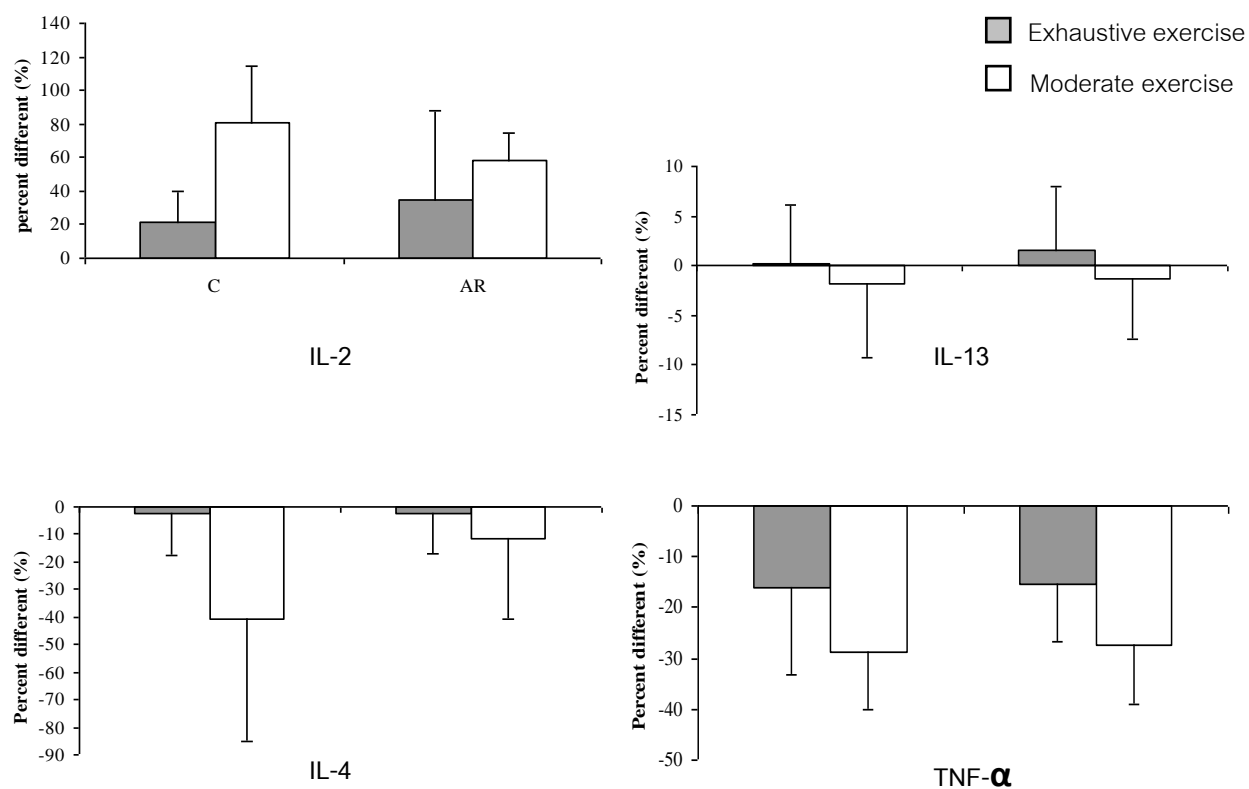 Exhaustive exercise
Moderate exercise
percent different (%)
140
120
100
80
60
40
20
0
C
AR
IL-2
Percent different (%)
10
5
0
-5
-10
-15
IL-13
Percent different (%)
0
-10
-20
-30
-40
-50
-60
-70
-80
-90
IL-4
Percent different (%)
0
-10
-20
-30
-40
-50
TNF-α